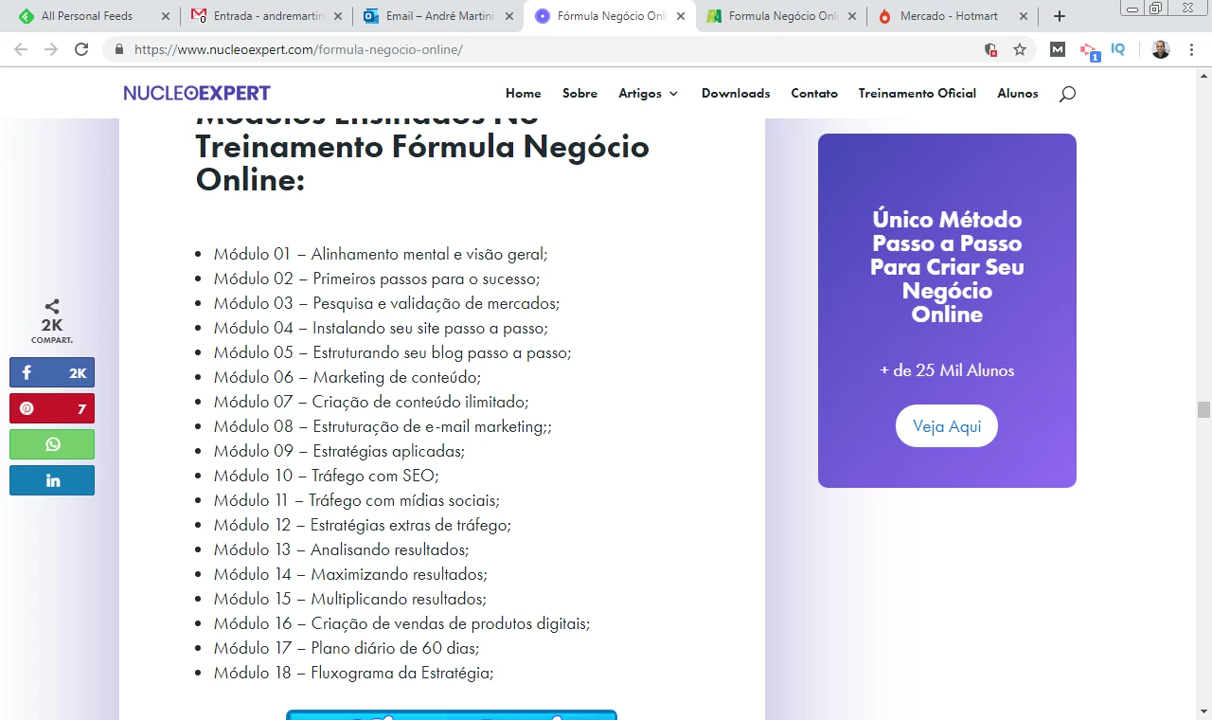 All Personal Feeds
Entrada - andremartin
Email – André Martini
Fórmula Negócio Onli
Formula Negócio Onli
Mercado - Hotmart
https://www.nucleoexpert.com/formula-negocio-online/
M
1
IQ
NUCLEOEXPERT
Home
Sobre
Artigos
Downloads
Contato
Treinamento Oficial
Alunos
Módulos Ensinados No
Treinamento Fórmula Negócio
Online:
Módulo 01 – Alinhamento mental e visão geral;
Módulo 02 – Primeiros passos para o sucesso;
Módulo 03 – Pesquisa e validação de mercados;
Módulo 04 – Instalando seu site passo a passo;
Módulo 05 – Estruturando seu blog passo a passo;
Módulo 06 – Marketing de conteúdo;
Módulo 07 – Criação de conteúdo ilimitado;
Módulo 08 – Estruturação de e-mail marketing;;
Módulo 09 – Estratégias aplicadas;
Módulo 10 – Tráfego com SEO;
Módulo 11 – Tráfego com mídias sociais;
Módulo 12 – Estratégias extras de tráfego;
Módulo 13 – Analisando resultados;
Módulo 14 – Maximizando resultados;
Módulo 15 – Multiplicando resultados;
Módulo 16 – Criação de vendas de produtos digitais;
Módulo 17 – Plano diário de 60 dias;
Módulo 18 – Fluxograma da Estratégia;
2K
COMPART.
2K
7
Único Método
Passo a Passo
Para Criar Seu
Negócio
Online
+ de 25 Mil Alunos
Veja Aqui